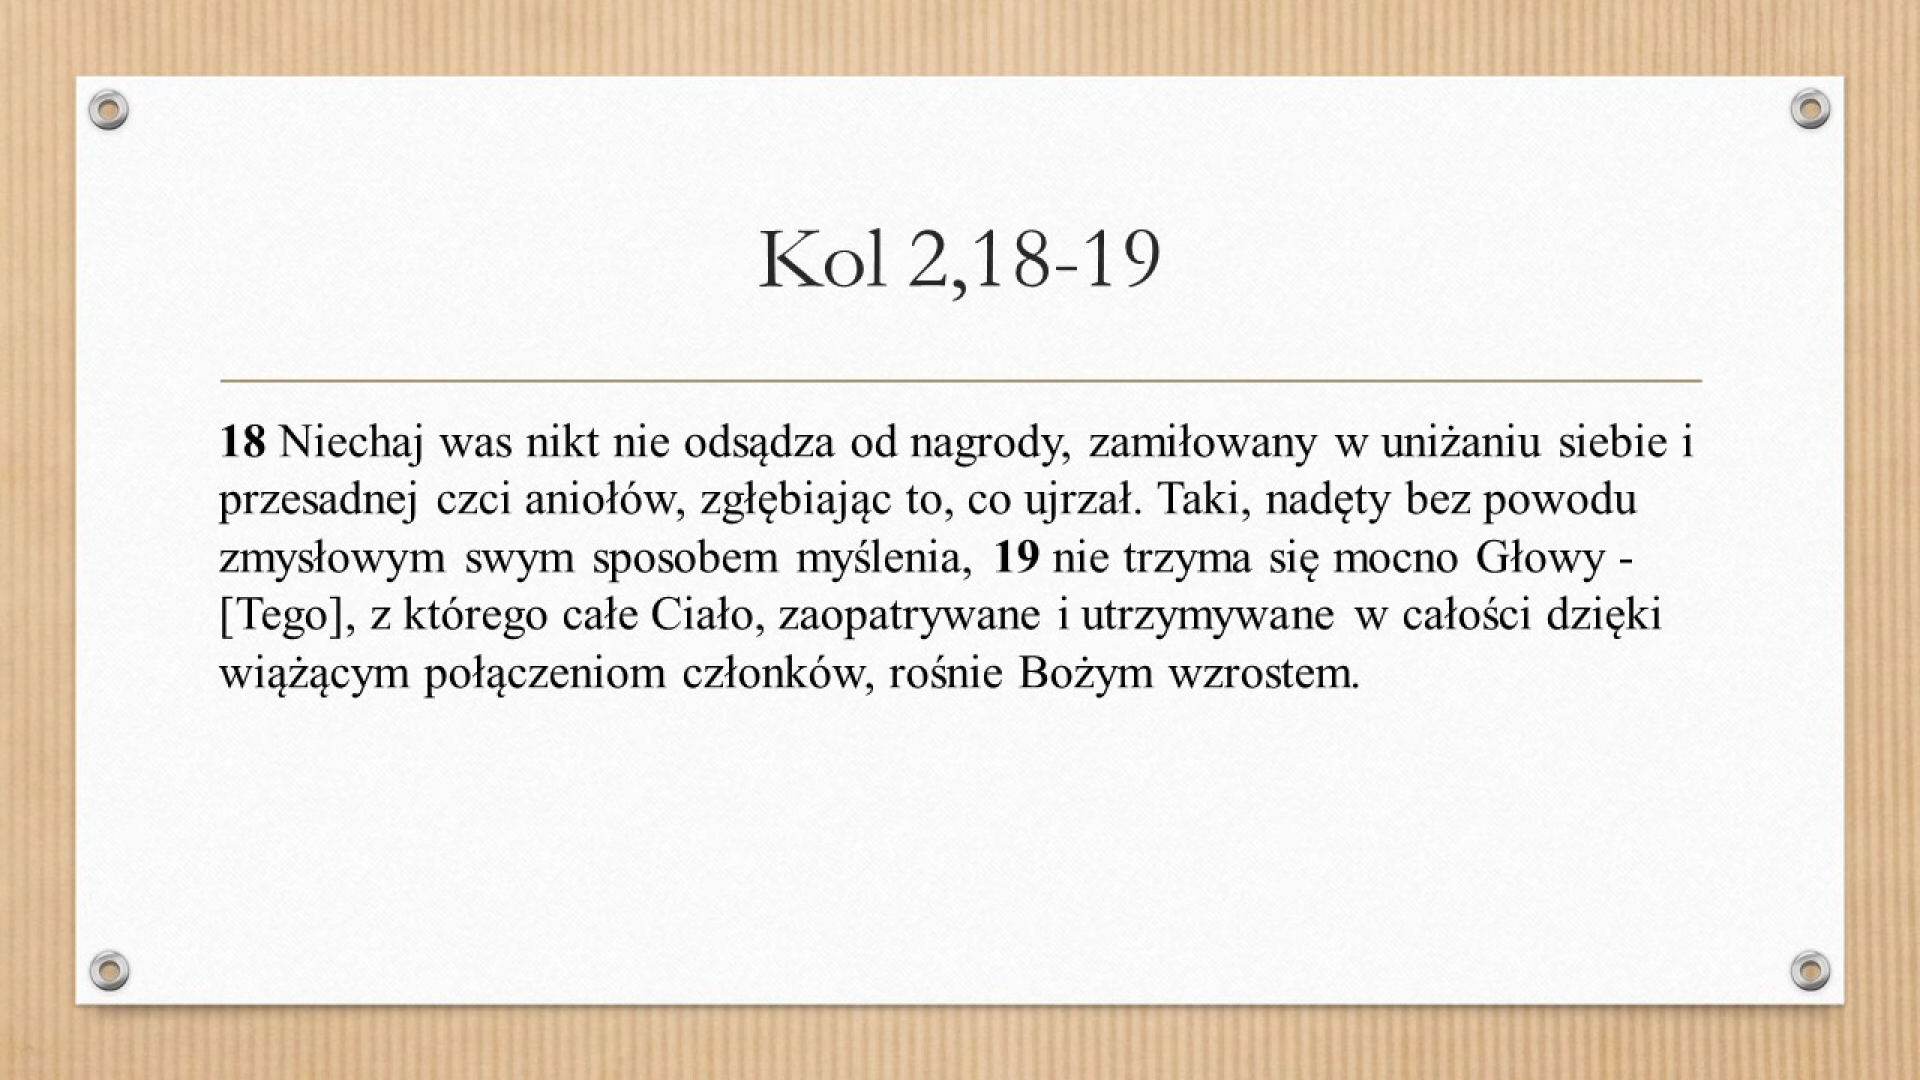 Kol 2,18-19
18 Niechaj was nikt nie odsądza od nagrody, zamiłowany w uniżaniu siebie i
przesadnej czci aniołów, zgłębiając to, co ujrzał. Taki, nadęty bez powodu
zmysłowym swym sposobem myślenia, 19 nie trzyma się mocno Głowy -
[Tego], z którego całe Ciało, zaopatrywane i utrzymywane w całości dzięki
wiążącym połączeniom członków, rośnie Bożym wzrostem.